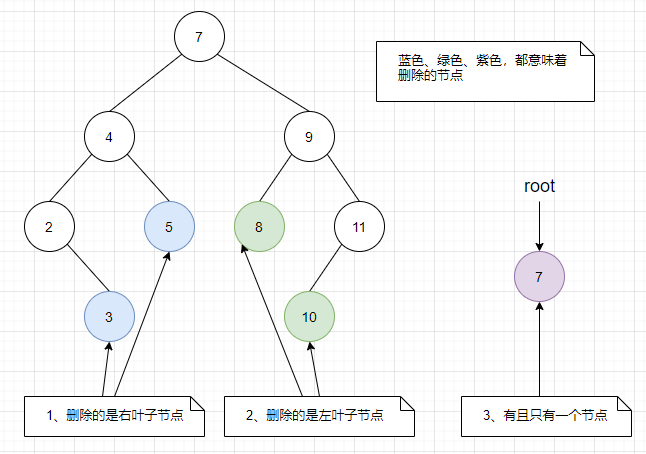 7
蓝色、绿色、紫色，都意味着
删除的节点
4
9
root
2
5
8
11
7
3
10
1、删除的是右叶子节点
2、删除的是左叶子节点
3、有且只有一个节点